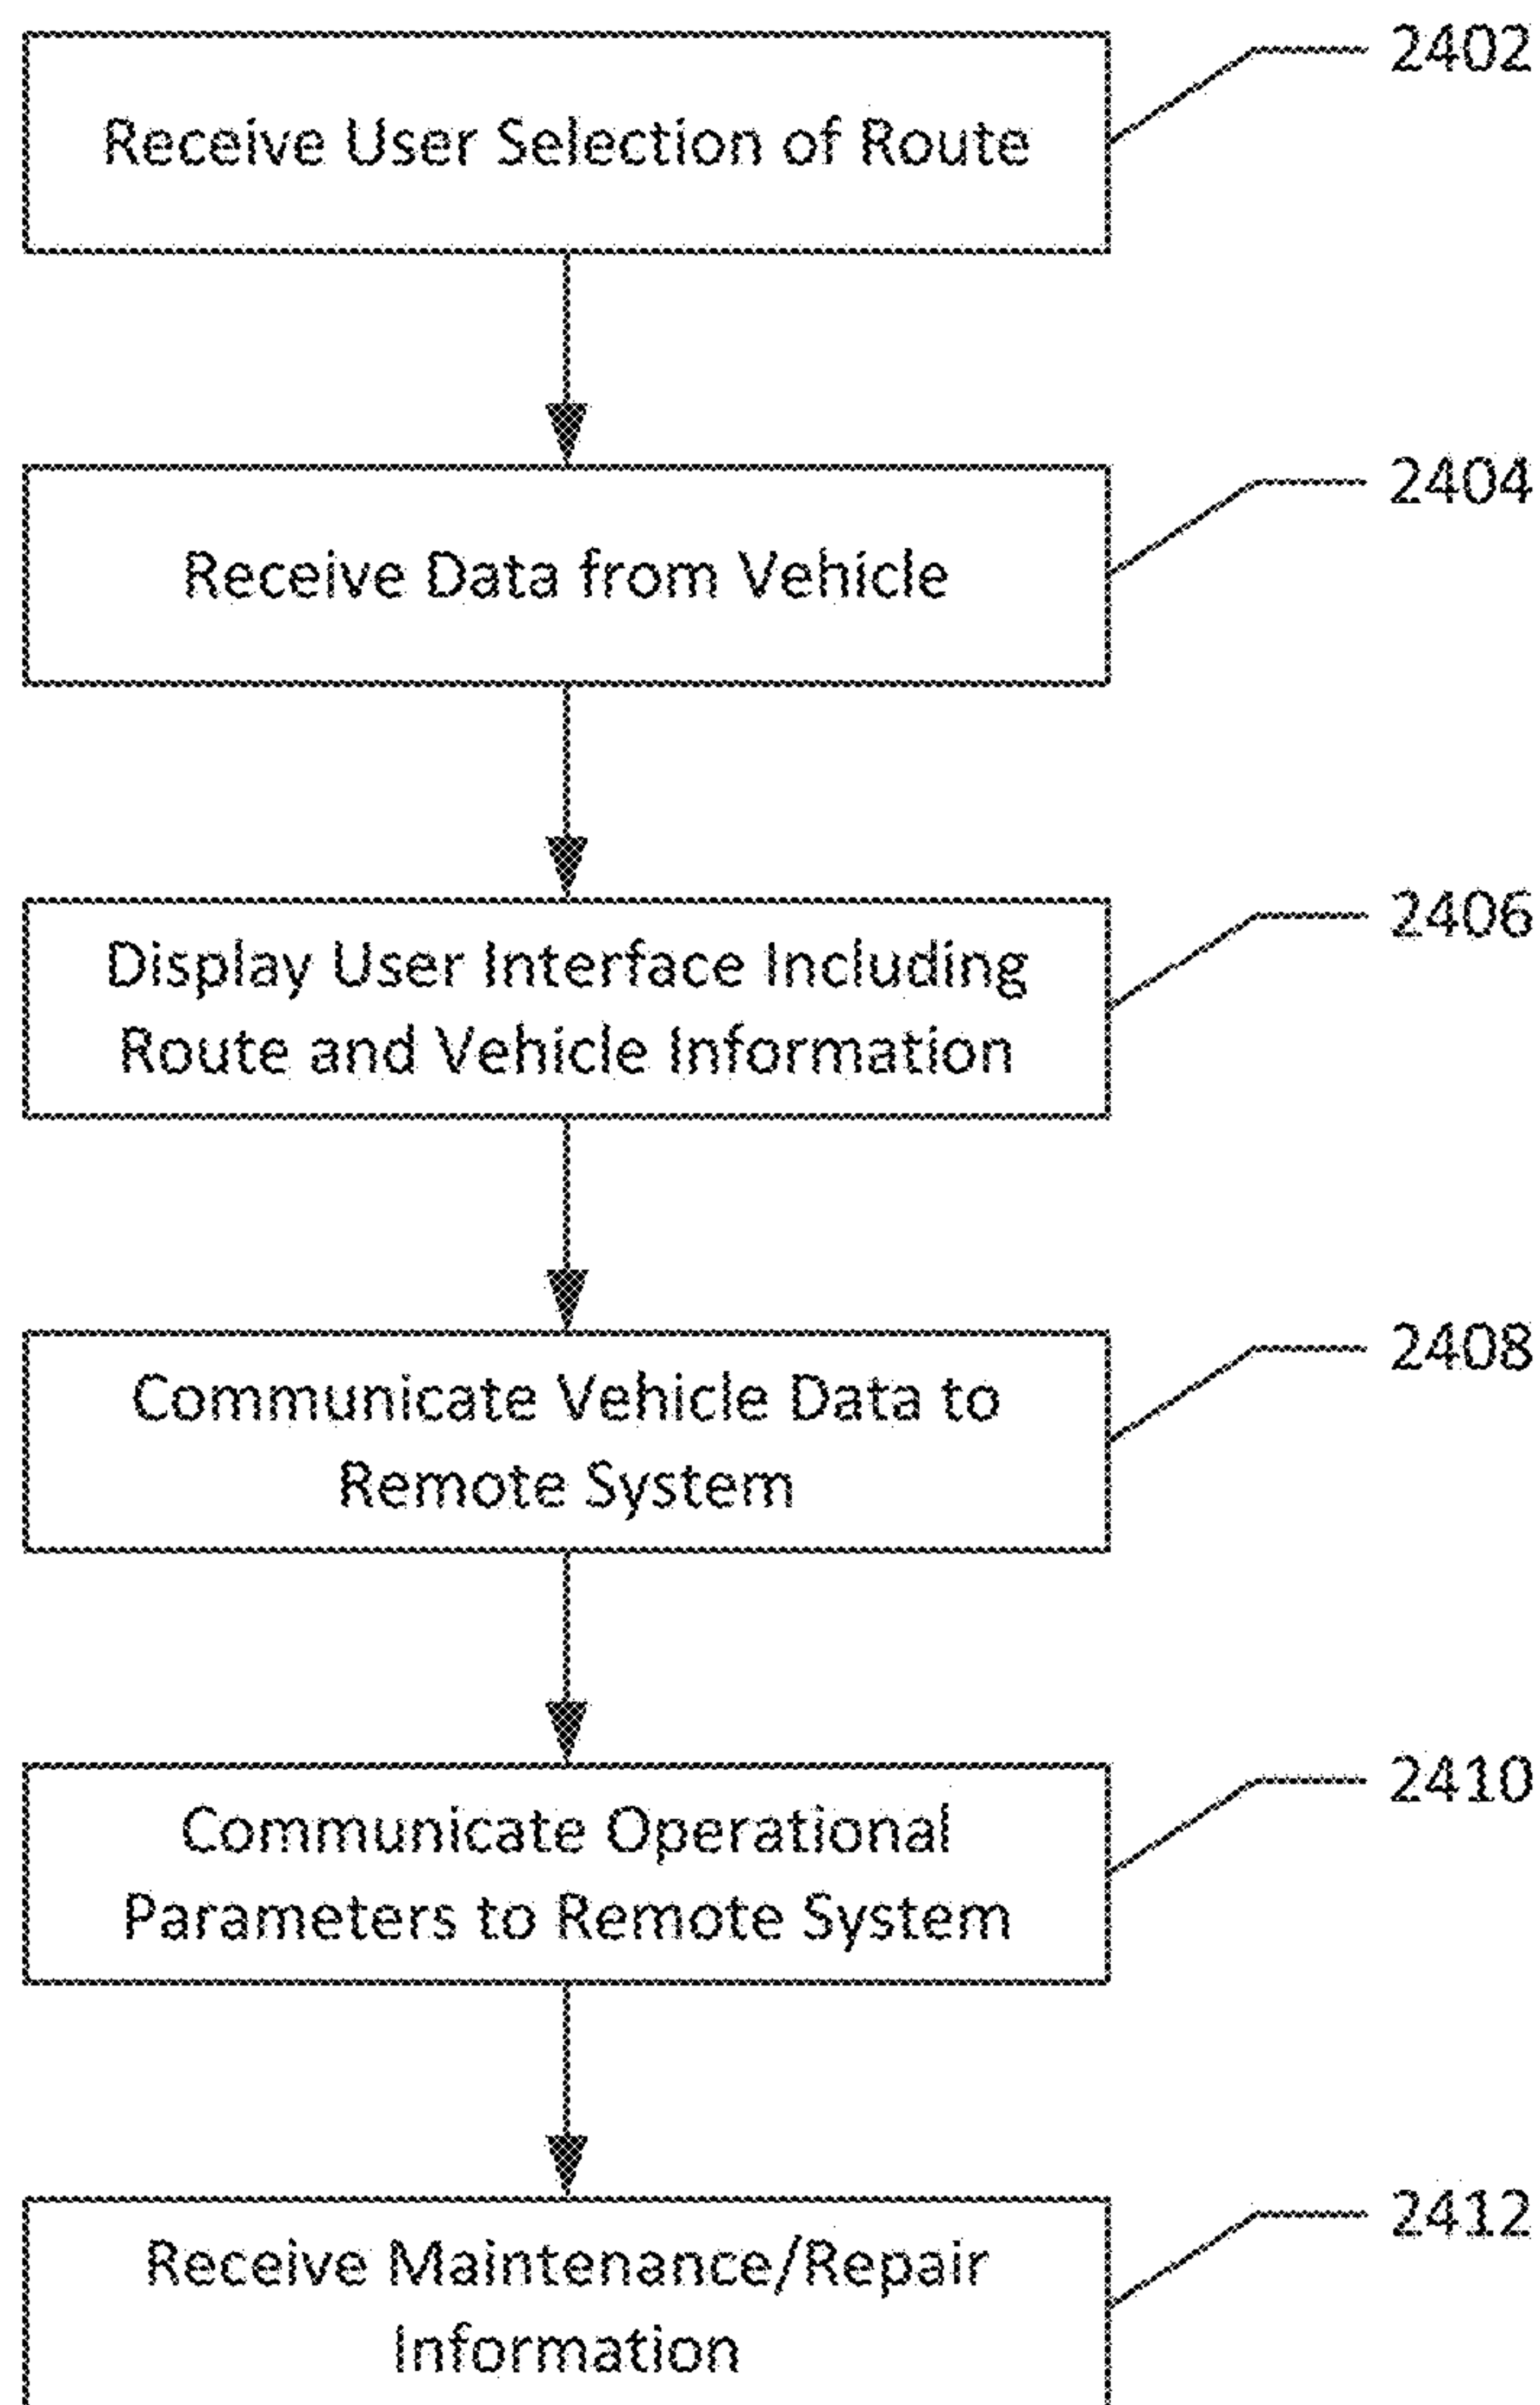 2402
Receive User Selection of Route
2404
Receive Data from Vehicle
2406
Display User Interface Including
Route and Vehicle Information
2408
Communicate Vehicle Data to
Remote System
2410
Communicate Operational
Parameters to Remote System
2412
Receive Maintenance/Repair
Information